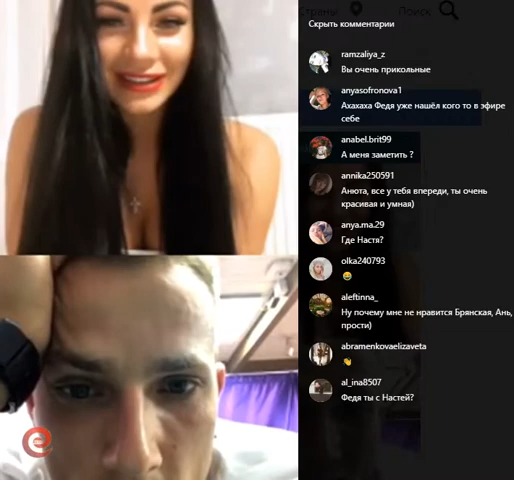 Страны Поиск
Скрыть комментарии
ramzaliya_z
Вы очень прикольные
anyasofronova1
Ахахаха Федя уже нашёл кого то в эфире
себе
anabel.brit99
А меня заметить ?
annika250591
Анюта, все у тебя впереди, ты очень
красивая и умная)
anya.ma.29
Где Настя?
olka240793
😂
aleftinna_
Ну почему мне не нравится Брянская, Ань,
прости)
abramenkovaelizaveta
👏
al_ina8507
Федя ты с Настей?